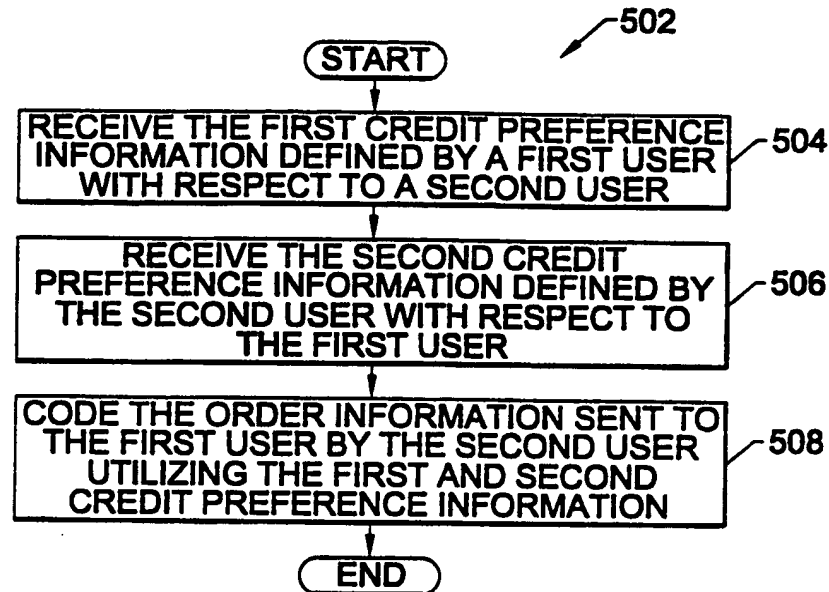 502
START
RECEIVE THE FIRST CREDIT PREFERENCE
INFORMATION DEFINED BY A FIRST USER
WITH RESPECT TO A SECOND USER
504
RECEIVE THE SECOND CREDIT
PREFERENCE INFORMATION DEFINED BY
THE SECOND USER WITH RESPECT TO
THE FIRST USER
506
CODE THE ORDER INFORMATION SENT TO
THE FIRST USER BY THE SECOND USER
UTILIZING THE FIRST AND SECOND
CREDIT PREFERENCE INFORMATION
508
END